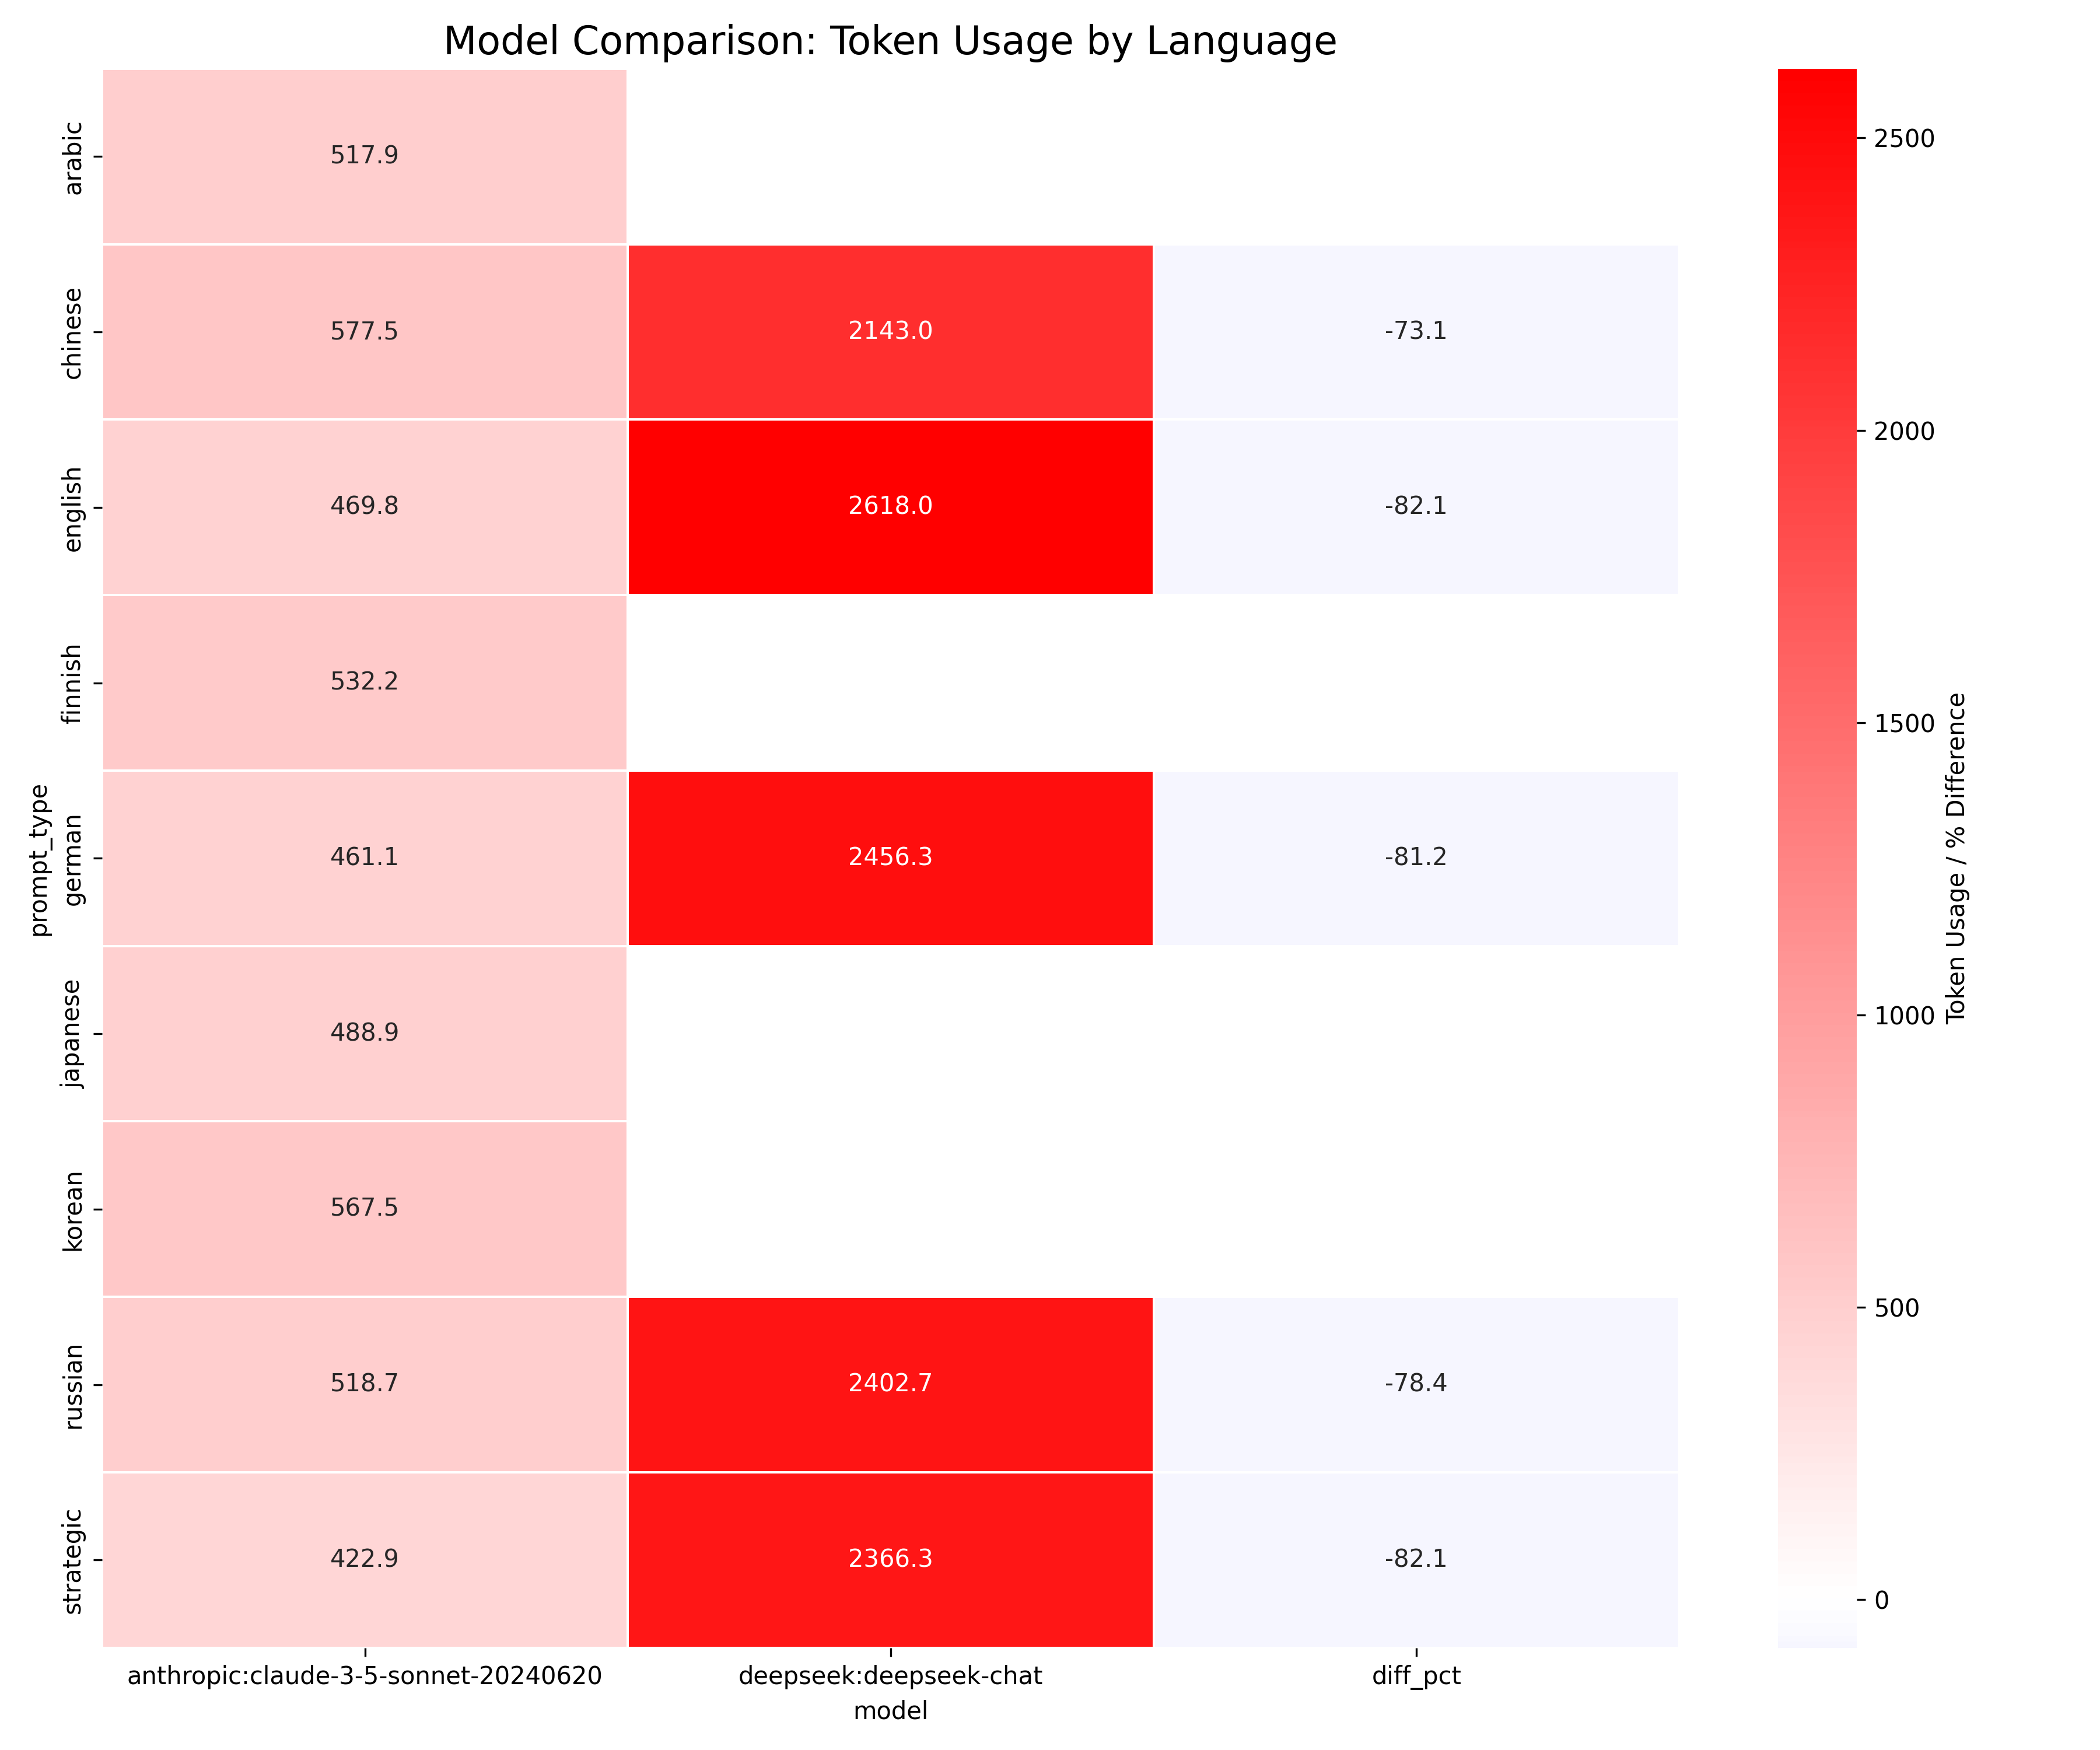 Model Comparison: Token Usage by Language
prompt_type
arabic 517.9
chinese 577.5 2143.0 -73.1
english 469.8 2618.0 -82.1
finnish 532.2
german 461.1 2456.3 -81.2
japanese 488.9
korean 567.5
russian 518.7 2402.7 -78.4
strategic 422.9 2366.3 -82.1
anthropic:claude-3-5-sonnet-20240620 deepseek:deepseek-chat diff_pct
model
2500
2000
1500
1000
500
0
Token Usage / % Difference